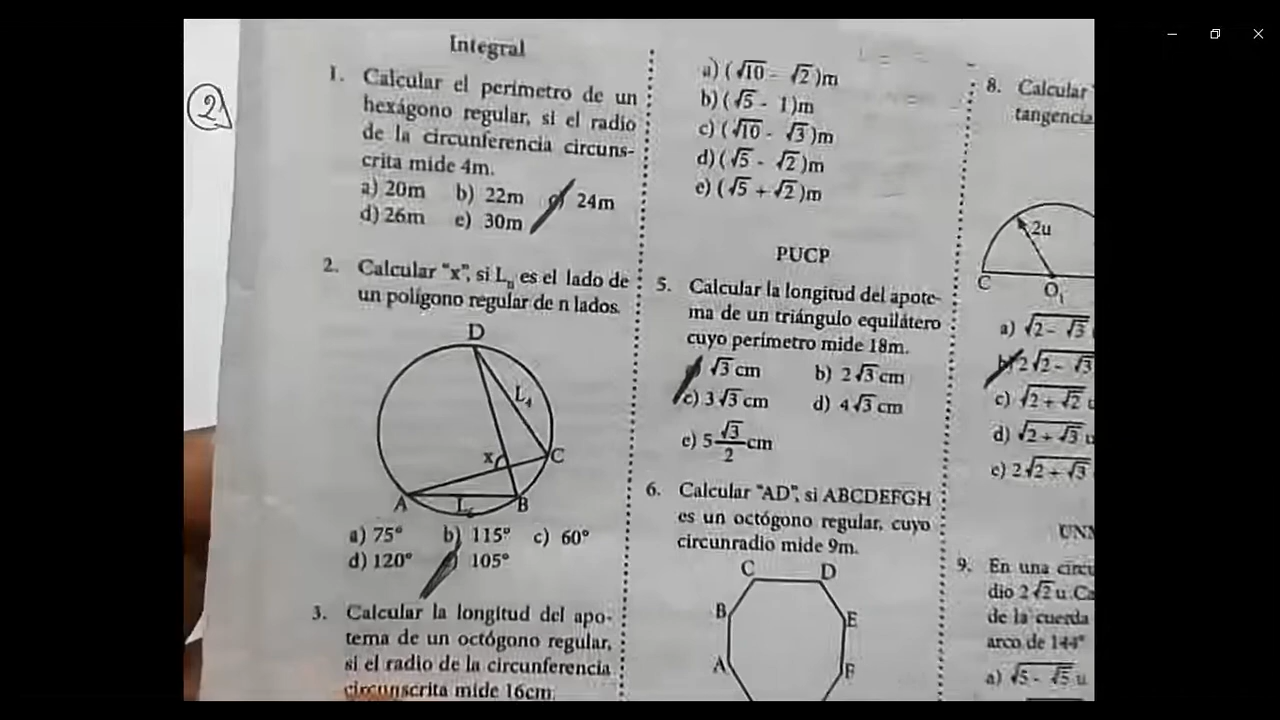 2
Integral
1. Calcular el perímetro de un
hexágono regular, si el radio
de la circunferencia circuns-
crita mide 4m.
a) 20m b) 22m 24m
d) 26m e) 30m
2. Calcular "x", si Lₙ es el lado de
un polígono regular de n lados.
D
L₄
x C
A B
a) 75° b) 115° c) 60°
d) 120° 105°
3. Calcular la longitud del apo-
tema de un octógono regular,
si el radio de la circunferencia
circunscrita mide 16cm.
a) (√10 - √2)m
b) (√5 - 1)m
c) (√10 - √3)m
d) (√5 - √2)m
e) (√5 + √2)m
PUCP
5. Calcular la longitud del apote-
ma de un triángulo equilátero
cuyo perímetro mide 18m.
√3 cm b) 2√3 cm
c) 3√3 cm d) 4√3 cm
e) 5 √3/2 cm
6. Calcular "AD", si ABCDEFGH
es un octógono regular, cuyo
circunradio mide 9m.
C D
B E
A F
8. Calcular
tangencia
2u
C O₁
a) √2 - √3
b) 2√2 - √3
c) √2 + √2 u
d) √2 + √3 u
e) 2√2 + √3
9. En una circu
dio 2√2 u. Ca
de la cuerda
arco de 144°
a) √5 - √5 u